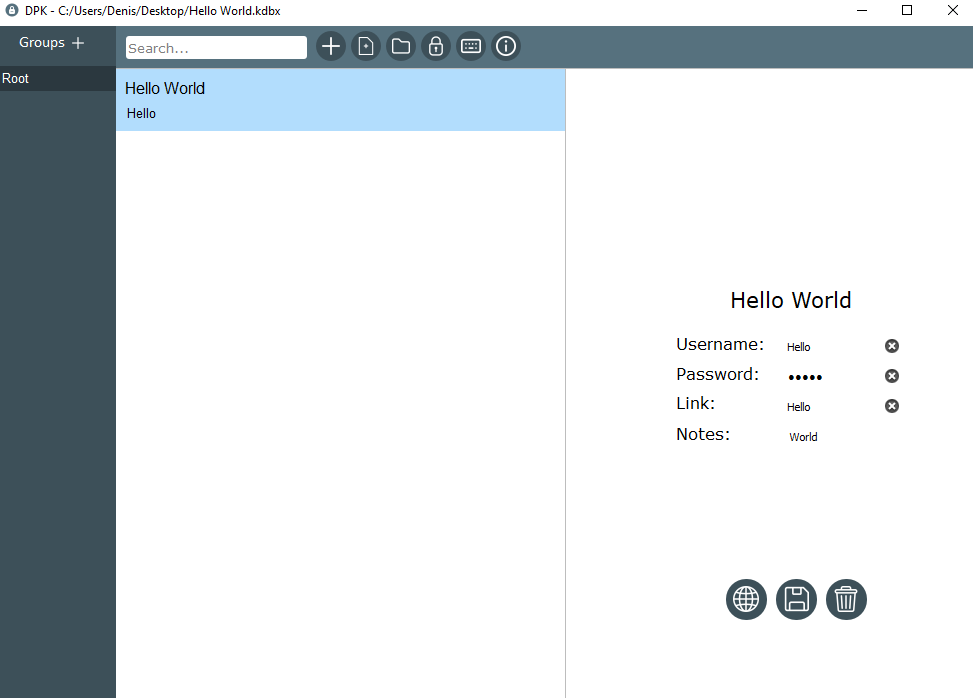 DPK - C:/Users/Denis/Desktop/Hello World.kdbx
Groups
Search...
Root
Hello World
Hello
Hello World
Username: Hello
Password: •••••
Link: Hello
Notes: World